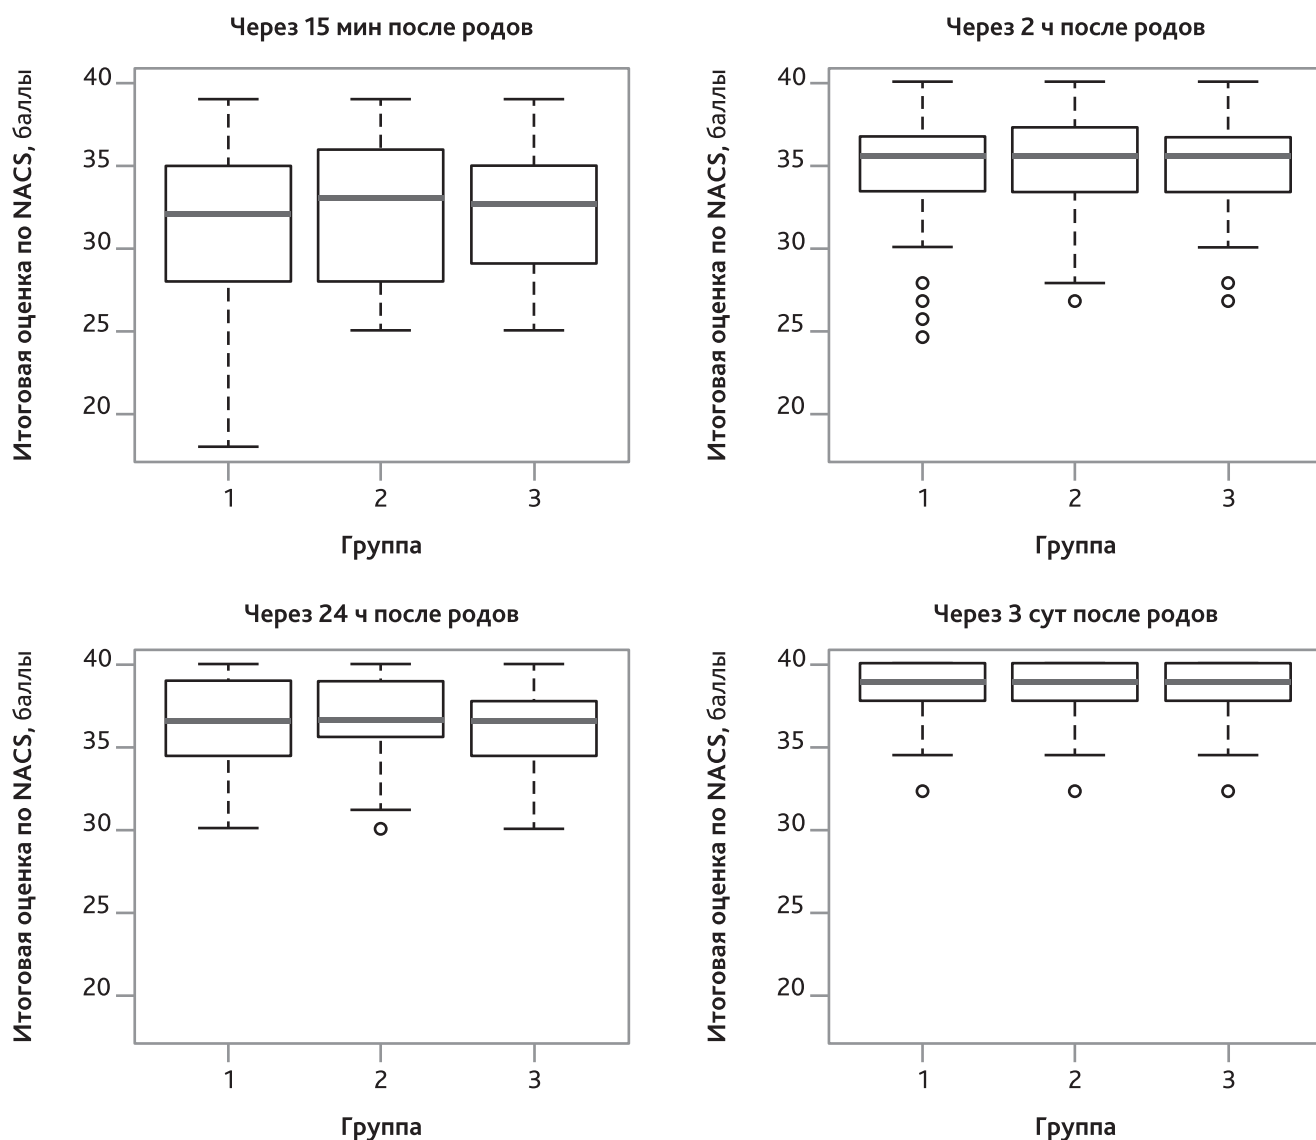 Через 15 мин после родов
Итоговая оценка по NACS, баллы
40
35
30
25
20
1 2 3
Группа
Через 2 ч после родов
Итоговая оценка по NACS, баллы
40
35
30
25
20
1 2 3
Группа
Через 24 ч после родов
Итоговая оценка по NACS, баллы
40
35
30
25
20
1 2 3
Группа
Через 3 сут после родов
Итоговая оценка по NACS, баллы
40
35
30
25
20
1 2 3
Группа